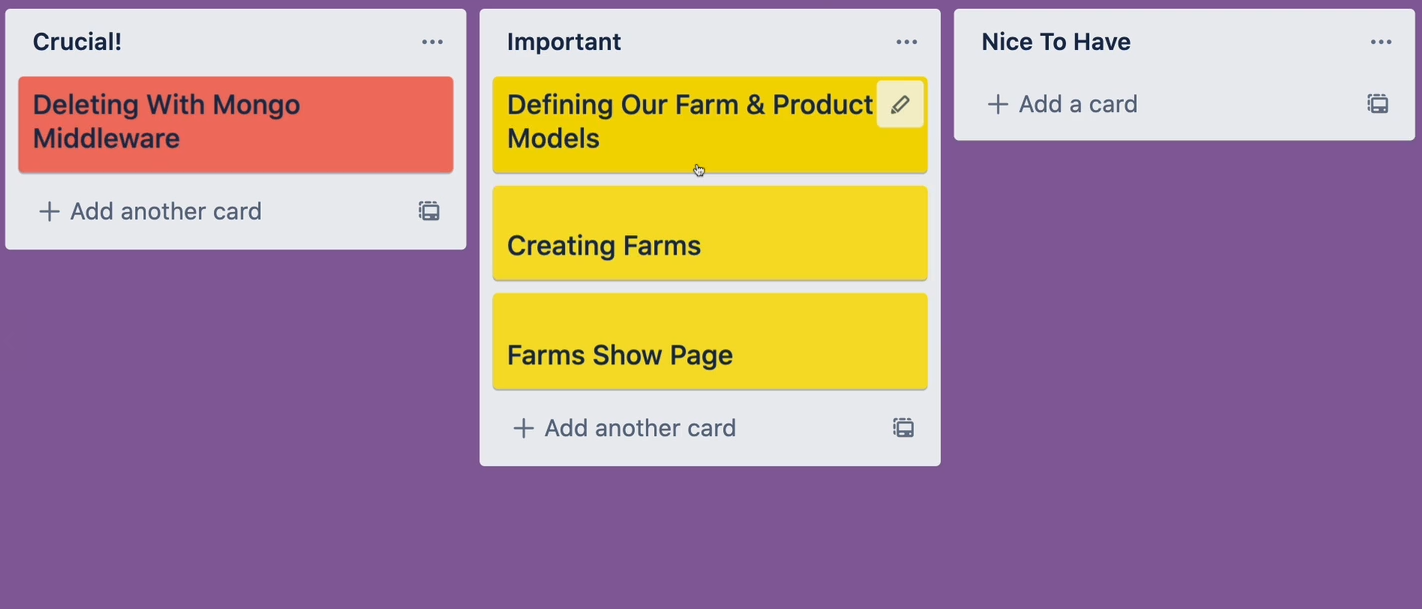 Crucial!
Deleting With Mongo
Middleware
Add another card
Important
Defining Our Farm & Product
Models
Creating Farms
Farms Show Page
Add another card
Nice To Have
Add a card